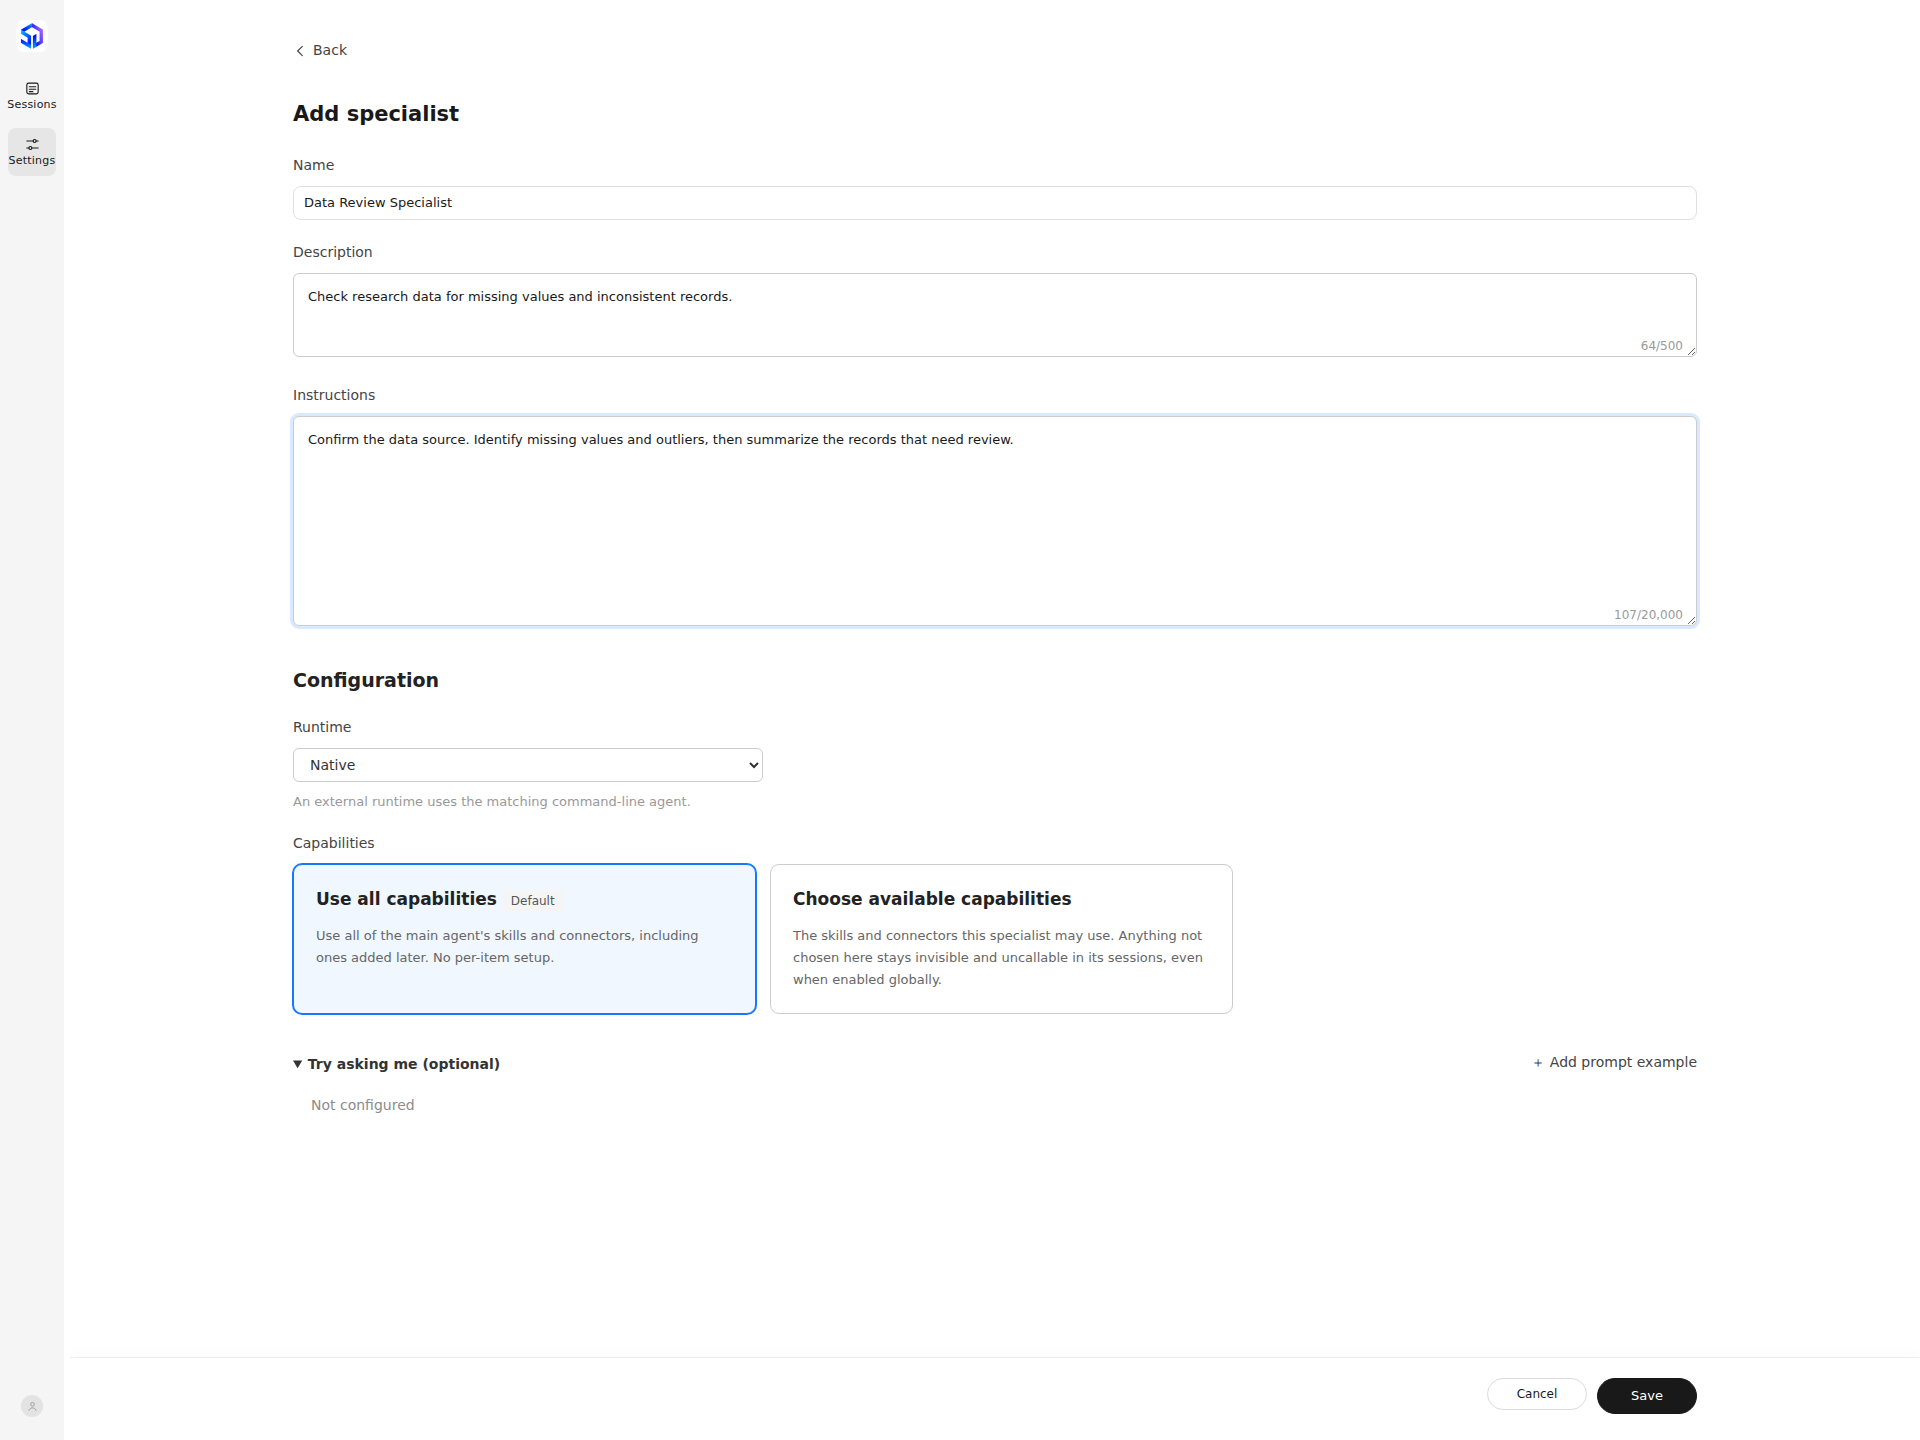 Sessions
Settings
Back
Add specialist
Name
Data Review Specialist
Description
Check research data for missing values and inconsistent records.
64/500
Instructions
Confirm the data source. Identify missing values and outliers, then summarize the records that need review.
107/20,000
Configuration
Runtime
Native
An external runtime uses the matching command-line agent.
Capabilities
Use all capabilities Default
Use all of the main agent's skills and connectors, including
ones added later. No per-item setup.
Choose available capabilities
The skills and connectors this specialist may use. Anything not
chosen here stays invisible and uncallable in its sessions, even
when enabled globally.
Try asking me (optional)
+ Add prompt example
Not configured
Cancel
Save